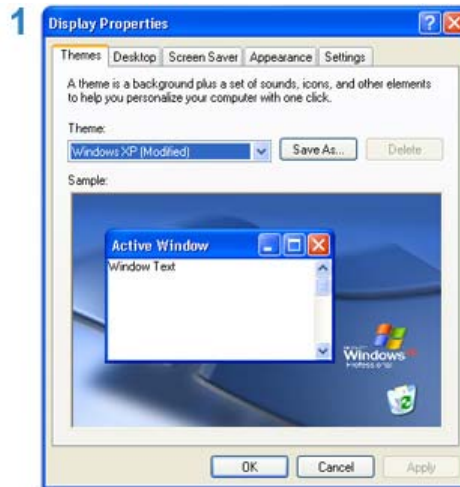 1
Display Properties
Themes Desktop Screen Saver Appearance Settings
A theme is a background plus a set of sounds, icons, and other elements
to help you personalize your computer with one click.
Theme:
Windows XP (Modified) Save As... Delete
Sample:
Active Window
Window Text
Windows
Professional
OK Cancel Apply